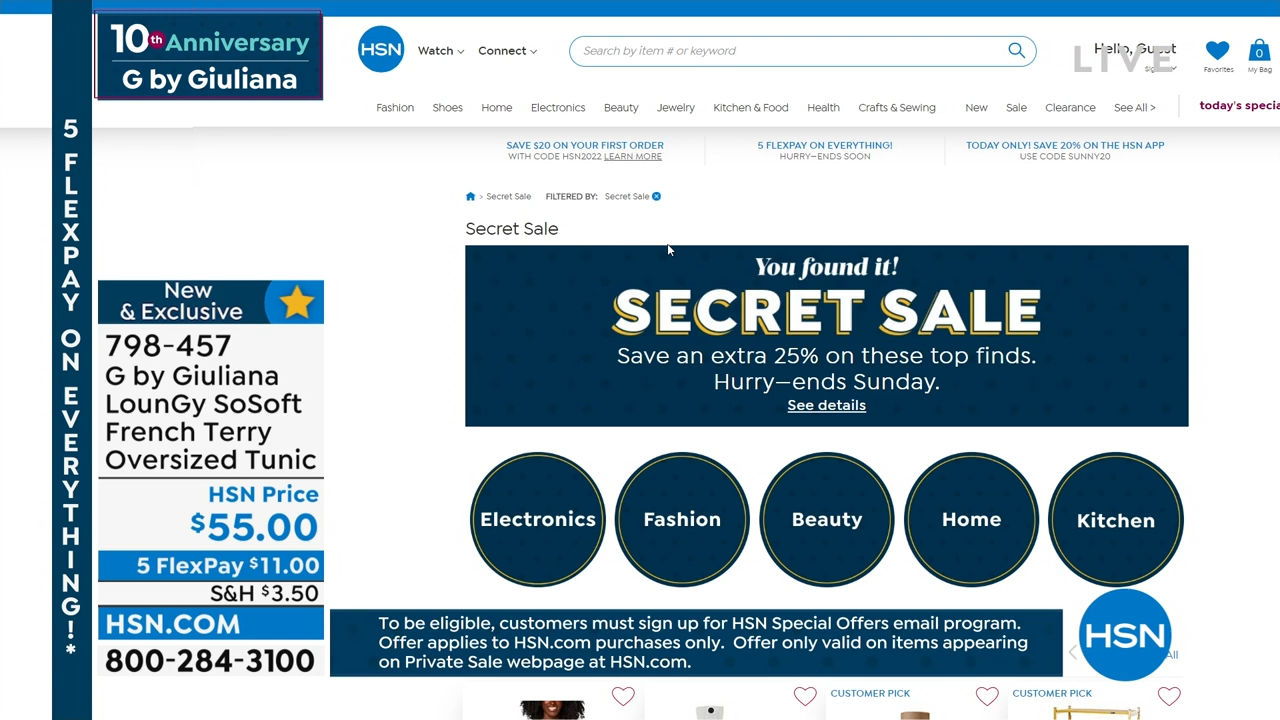 10th Anniversary
G by Giuliana
5 FLEXPAY ON EVERYTHING!*
New
& Exclusive
798-457
G by Giuliana
LounGy SoSoft
French Terry
Oversized Tunic
HSN Price
$55.00
5 FlexPay $11.00
S&H $3.50
HSN.COM
800-284-3100
HSN
Watch
Connect
Search by item # or keyword
Hello, Guest
LIVE
Favorites
0
My Bag
Fashion Shoes Home Electronics Beauty Jewelry Kitchen & Food Health Crafts & Sewing New Sale Clearance See All > today's specia
SAVE $20 ON YOUR FIRST ORDER
WITH CODE HSN2022 LEARN MORE
5 FLEXPAY ON EVERYTHING!
HURRY—ENDS SOON
TODAY ONLY! SAVE 20% ON THE HSN APP
USE CODE SUNNY20
> Secret Sale FILTERED BY: Secret Sale
Secret Sale
You found it!
SECRET SALE
Save an extra 25% on these top finds.
Hurry—ends Sunday.
See details
Electronics
Fashion
Beauty
Home
Kitchen
To be eligible, customers must sign up for HSN Special Offers email program.
Offer applies to HSN.com purchases only. Offer only valid on items appearing
on Private Sale webpage at HSN.com.
HSN
All
CUSTOMER PICK
CUSTOMER PICK